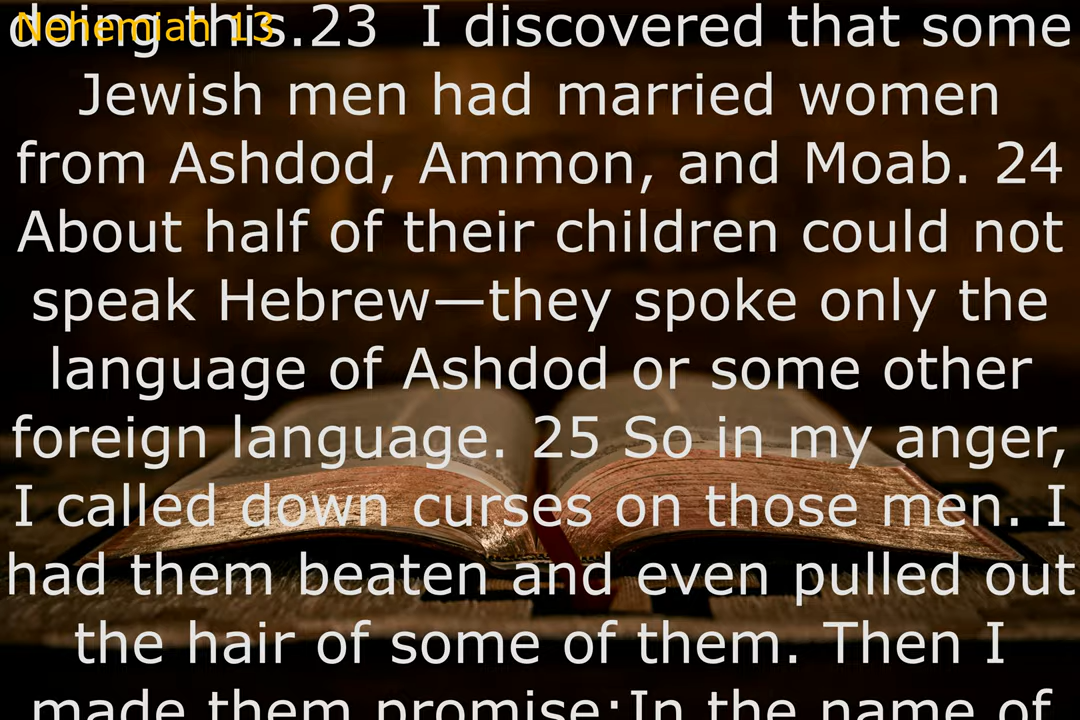 Nehemiah 13
doing this.23  I discovered that some
Jewish men had married women
from Ashdod, Ammon, and Moab. 24
About half of their children could not
speak Hebrew—they spoke only the
language of Ashdod or some other
foreign language. 25 So in my anger,
I called down curses on those men. I
had them beaten and even pulled out
the hair of some of them. Then I
made them promise:In the name of